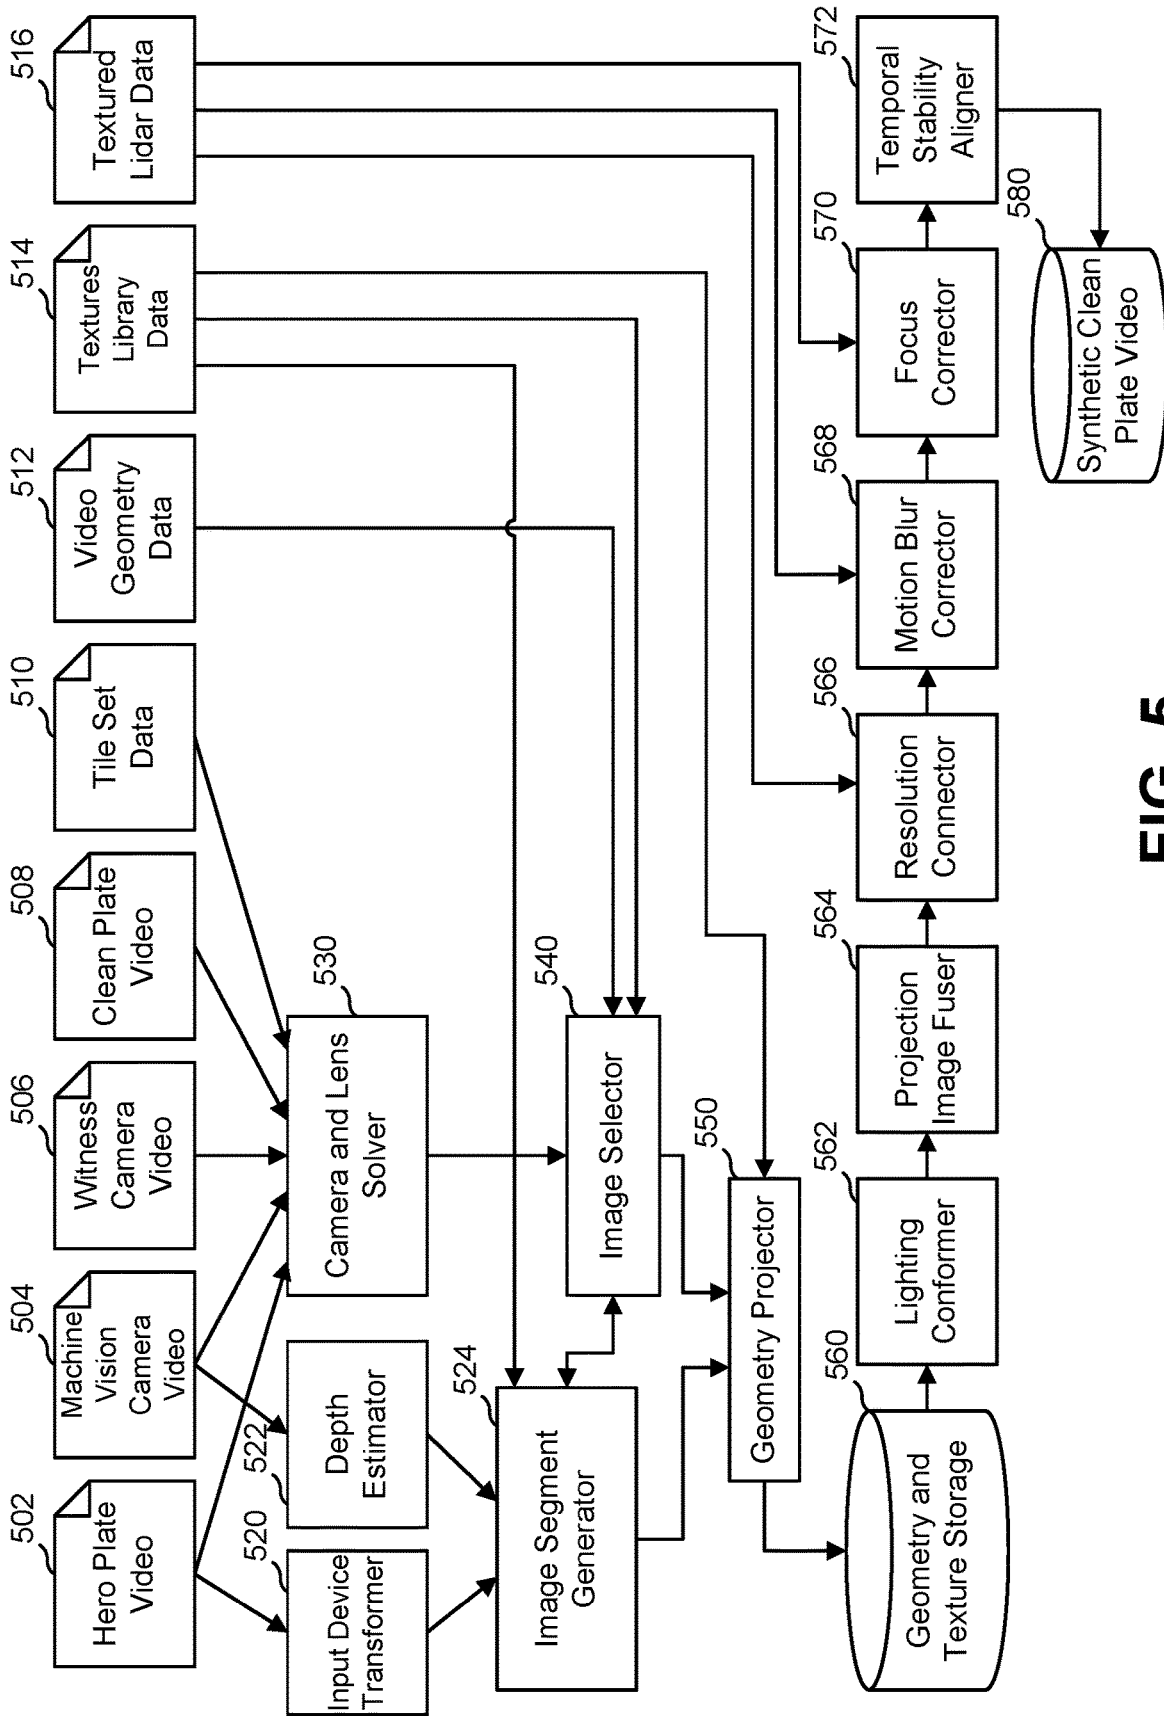 502
Hero Plate
Video
504
Machine
Vision
Camera
Video
506
Witness
Camera
Video
508
Clean Plate
Video
510
Tile Set
Data
512
Video
Geometry
Data
514
Textures
Library
Data
516
Textured
Lidar Data
520
Input Device
Transformer
522
Depth
Estimator
530
Camera and Lens
Solver
524
Image Segment
Generator
540
Image Selector
550
Geometry Projector
560
Geometry and
Texture Storage
562
Lighting
Conformer
564
Projection
Image Fuser
566
Resolution
Connector
568
Motion Blur
Corrector
570
Focus
Corrector
572
Temporal
Stability
Aligner
580
Synthetic Clean
Plate Video
FIG. 5